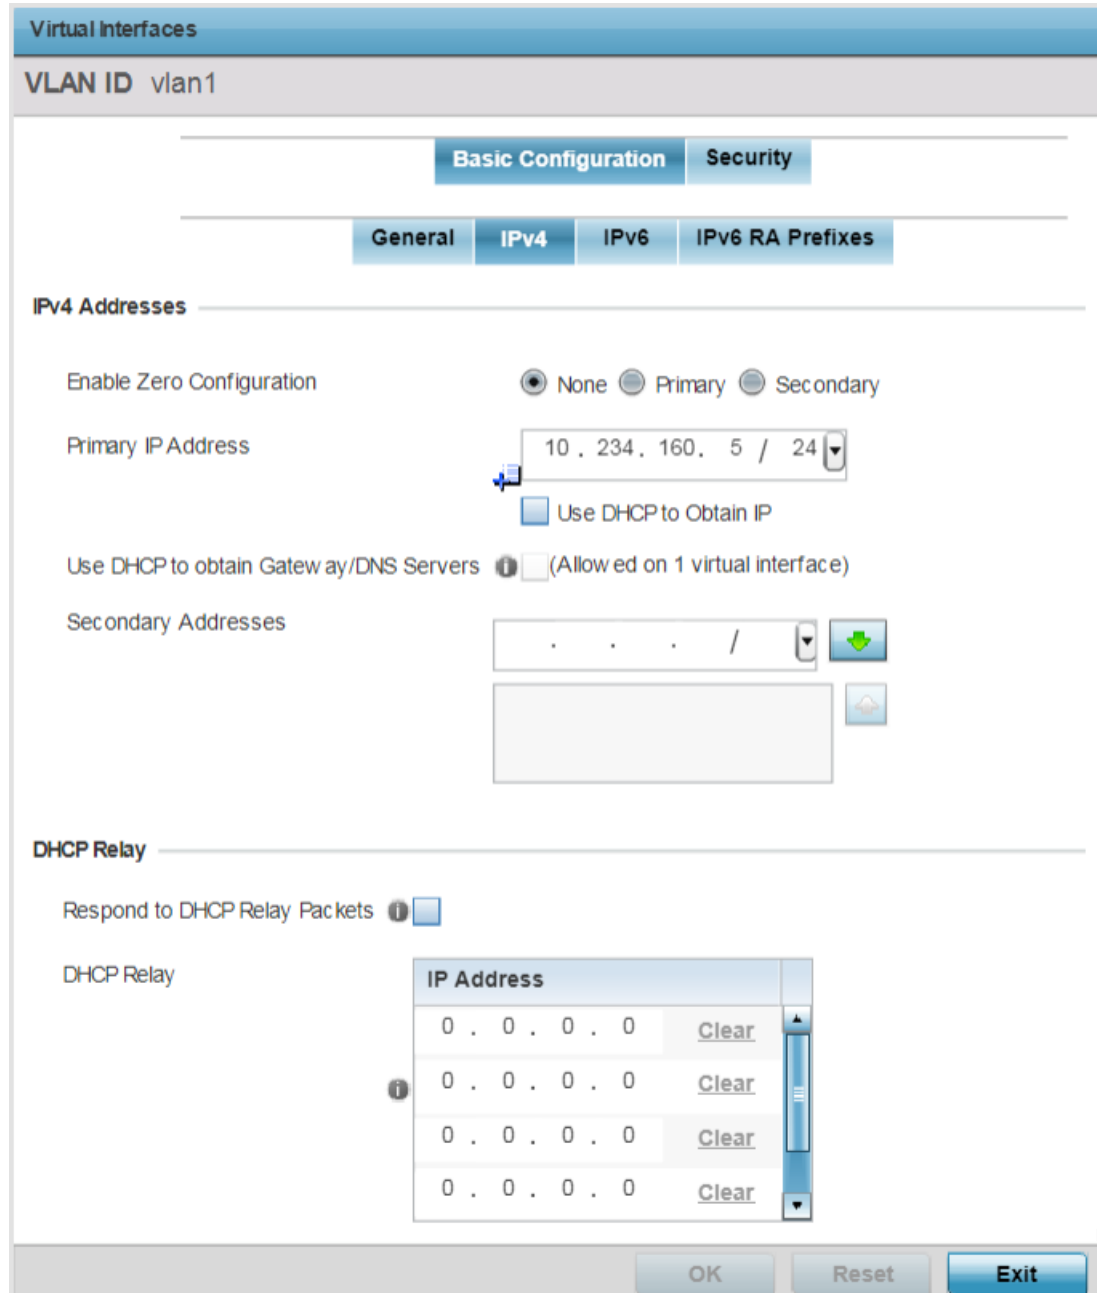 Virtual Interfaces
VLAN ID vlan1
Basic Configuration Security
General IPv4 IPv6 IPv6 RA Prefixes
IPv4 Addresses
Enable Zero Configuration None Primary Secondary
Primary IP Address 10 . 234 . 160 . 5 / 24
Use DHCP to Obtain IP
Use DHCP to obtain Gateway/DNS Servers (Allowed on 1 virtual interface)
Secondary Addresses . . . /
DHCP Relay
Respond to DHCP Relay Packets
DHCP Relay IP Address
0 . 0 . 0 . 0 Clear
0 . 0 . 0 . 0 Clear
0 . 0 . 0 . 0 Clear
0 . 0 . 0 . 0 Clear
OK Reset Exit